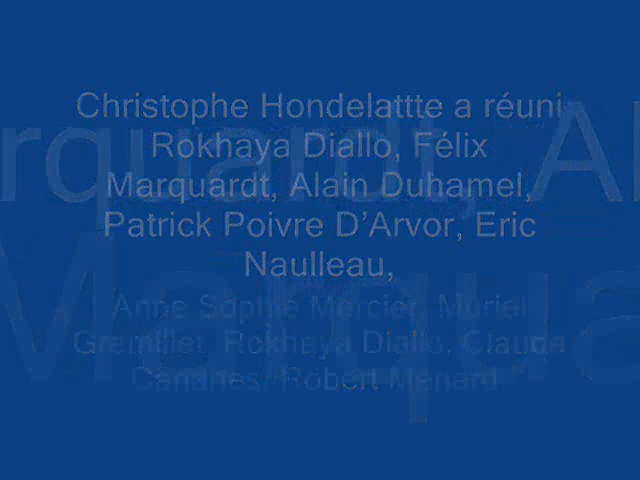 Christophe Hondelattte a réuni
Rokhaya Diallo, Félix
Marquardt, Alain Duhamel,
Patrick Poivre D’Arvor, Eric
Naulleau,
Anne Sophie Mercier, Muriel
Gremillet, Rokhaya Diallo, Claude
Robert Ménard